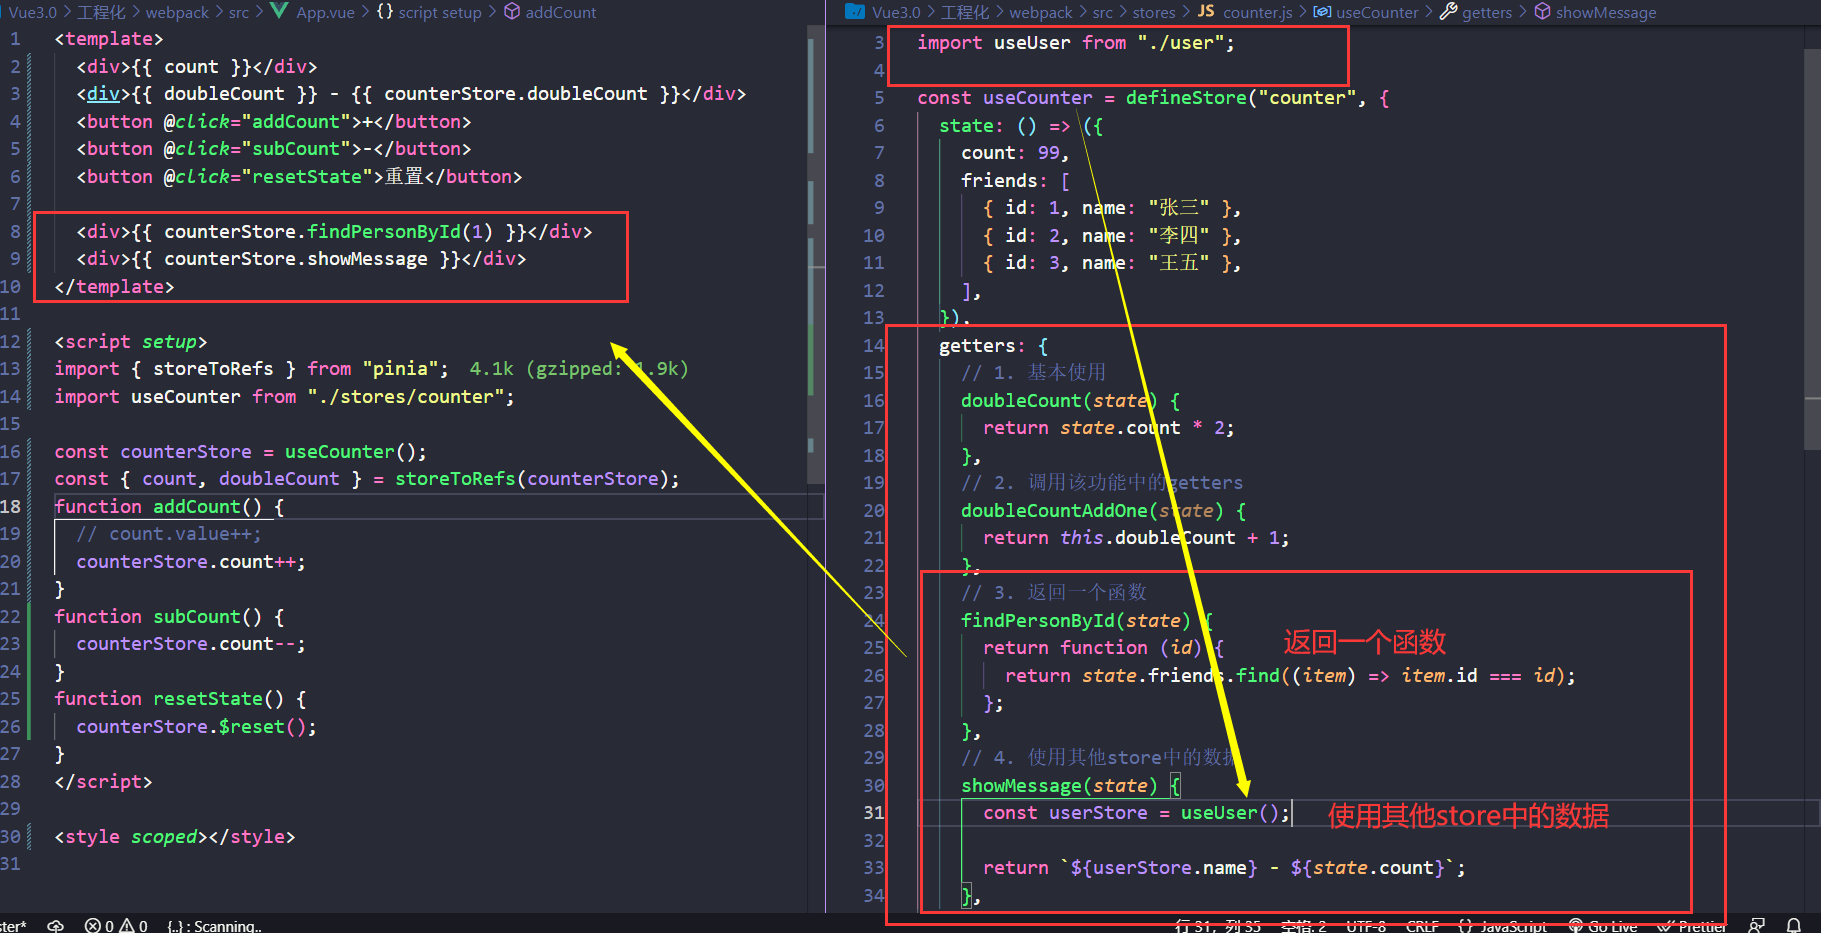 Vue3.0 > 工程化 > webpack > src > App.vue > {} script setup > addCount
1 <template>
2 <div>{{ count }}</div>
3 <div>{{ doubleCount }} - {{ counterStore.doubleCount }}</div>
4 <button @click="addCount">+</button>
5 <button @click="subCount">-</button>
6 <button @click="resetState">重置</button>
7
8 <div>{{ counterStore.findPersonById(1) }}</div>
9 <div>{{ counterStore.showMessage }}</div>
10 </template>
11
12 <script setup>
13 import { storeToRefs } from "pinia"; 4.1k (gzipped: 1.9k)
14 import useCounter from "./stores/counter";
15
16 const counterStore = useCounter();
17 const { count, doubleCount } = storeToRefs(counterStore);
18 function addCount() {
19 // count.value++;
20 counterStore.count++;
21 }
22 function subCount() {
23 counterStore.count--;
24 }
25 function resetState() {
26 counterStore.$reset();
27 }
28 </script>
29
30 <style scoped></style>
31
Vue3.0 > 工程化 > webpack > src > stores > JS counter.js > useCounter > getters > showMessage
3 import useUser from "./user";
4
5 const useCounter = defineStore("counter", {
6 state: () => ({
7 count: 99,
8 friends: [
9 { id: 1, name: "张三" },
10 { id: 2, name: "李四" },
11 { id: 3, name: "王五" },
12 ],
13 }),
14 getters: {
15 // 1. 基本使用
16 doubleCount(state) {
17 return state.count * 2;
18 },
19 // 2. 调用该功能中的getters
20 doubleCountAddOne(state) {
21 return this.doubleCount + 1;
22 },
23 // 3. 返回一个函数
24 findPersonById(state) {
25 return function (id) { 返回一个函数
26 return state.friends.find((item) => item.id === id);
27 };
28 },
29 // 4. 使用其他store中的数据
30 showMessage(state) {
31 const userStore = useUser(); 使用其他store中的数据
32
33 return `${userStore.name} - ${state.count}`;
34 },
ster* 0 0 {..} : Scanning.. 行 31，列 35 空格: 2 UTF-8 CRLF {} JavaScript Go Live Prettier